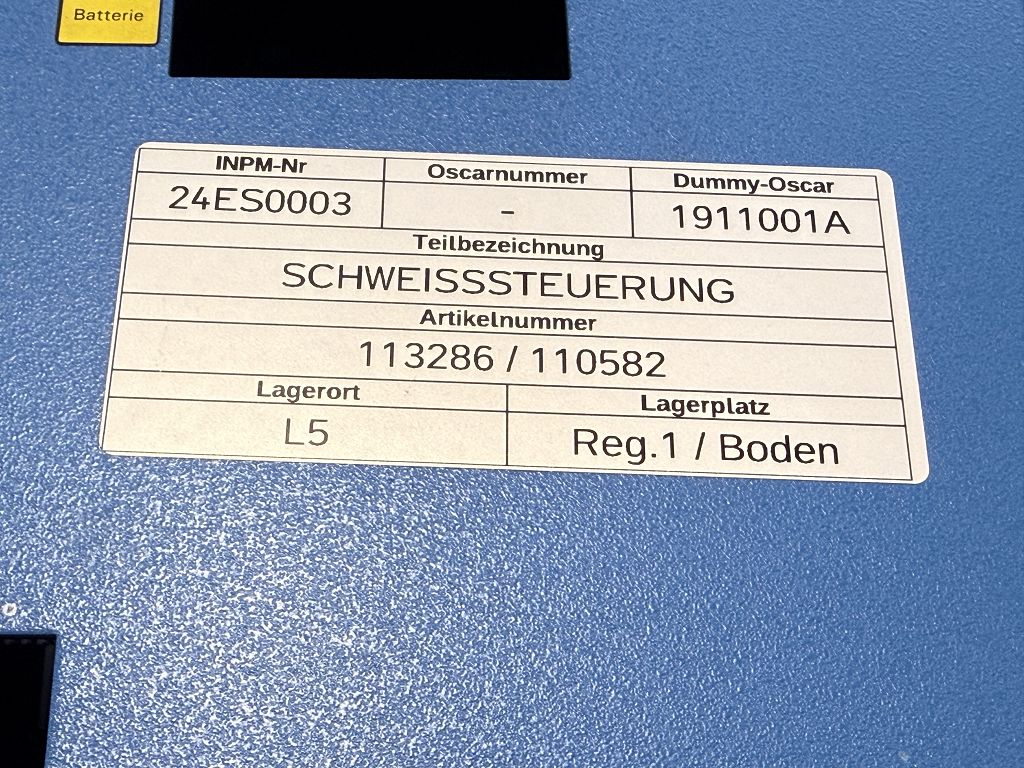 Batterie
INPM-Nr Oscarnummer Dummy-Oscar
24ES0003 - 1911001A
Teilbezeichnung
SCHWEISSSTEUERUNG
Artikelnummer
113286 / 110582
Lagerort Lagerplatz
L5 Reg.1 / Boden